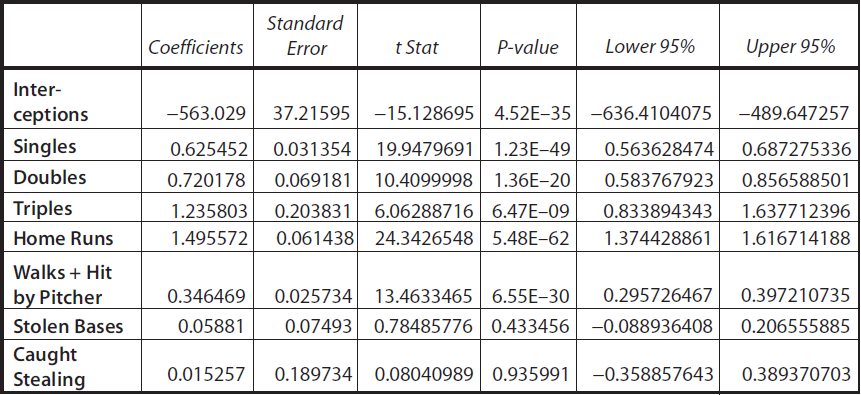 Coefficients Standard Error t Stat P-value Lower 95% Upper 95%
Inter-
ceptions −563.029 37.21595 −15.128695 4.52E–35 −636.4104075 −489.647257
Singles 0.625452 0.031354 19.9479691 1.23E–49 0.563628474 0.687275336
Doubles 0.720178 0.069181 10.4099998 1.36E–20 0.583767923 0.856588501
Triples 1.235803 0.203831 6.06288716 6.47E–09 0.833894343 1.637712396
Home Runs 1.495572 0.061438 24.3426548 5.48E–62 1.374428861 1.616714188
Walks + Hit
by Pitcher 0.346469 0.025734 13.4633465 6.55E–30 0.295726467 0.397210735
Stolen Bases 0.05881 0.07493 0.78485776 0.433456 −0.088936408 0.206555885
Caught
Stealing 0.015257 0.189734 0.08040989 0.935991 −0.358857643 0.389370703